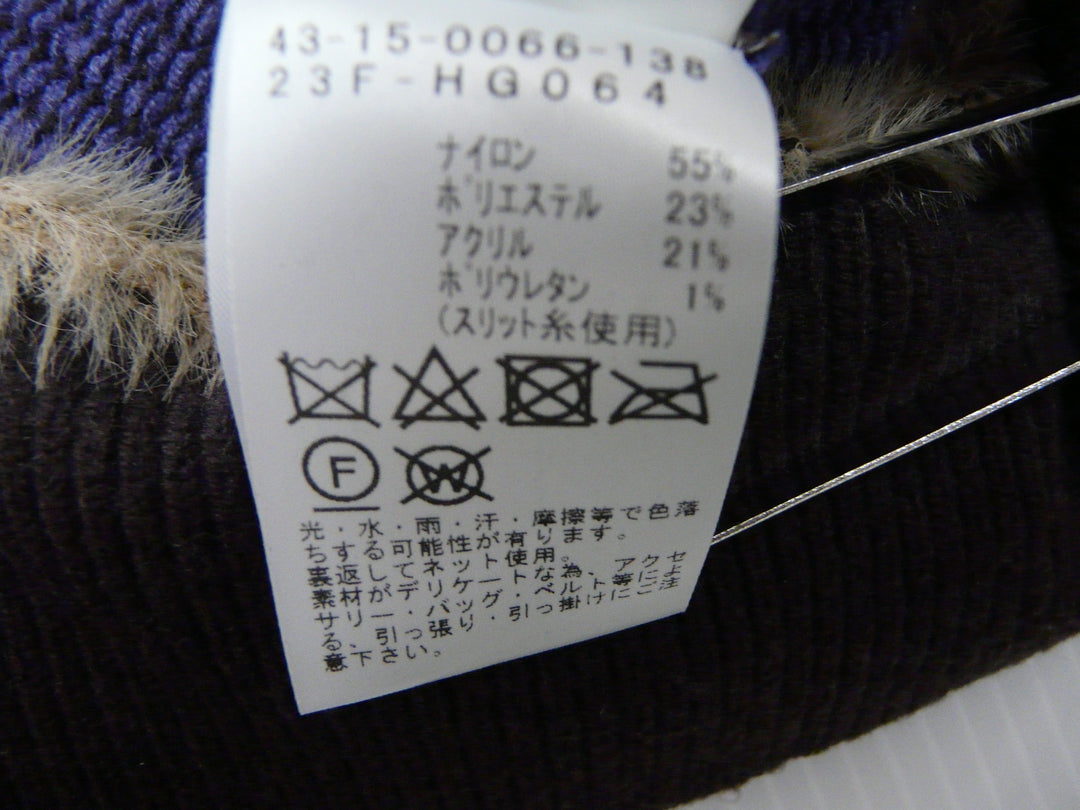 43-15-0066-138
23F-HG064
ナイロン 55%
ポリエステル 23%
アクリル 21%
ポリウレタン 1%
(スリット糸使用)
F W
光・水・雨・汗・摩擦等で色落
ちする可能性が有ります。
裏返してネット使用。
素材がデリケートな為、アクセ
サリー・バッグ・ベルト等によ
る、引っ張り・引っ掛けにご注
意下さい。